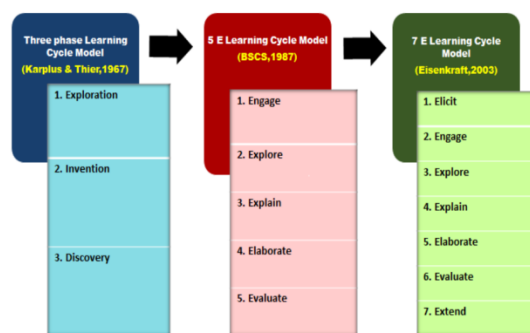 Three phase Learning
Cycle Model
(Karplus & Thier,1967)
1. Exploration
2. Invention
3. Discovery
5 E Learning Cycle Model
(BSCS,1987)
1. Engage
2. Explore
3. Explain
4. Elaborate
5. Evaluate
7 E Learning Cycle
Model
(Eisenkraft,2003)
1. Elicit
2. Engage
3. Explore
4. Explain
5. Elaborate
6. Evaluate
7. Extend